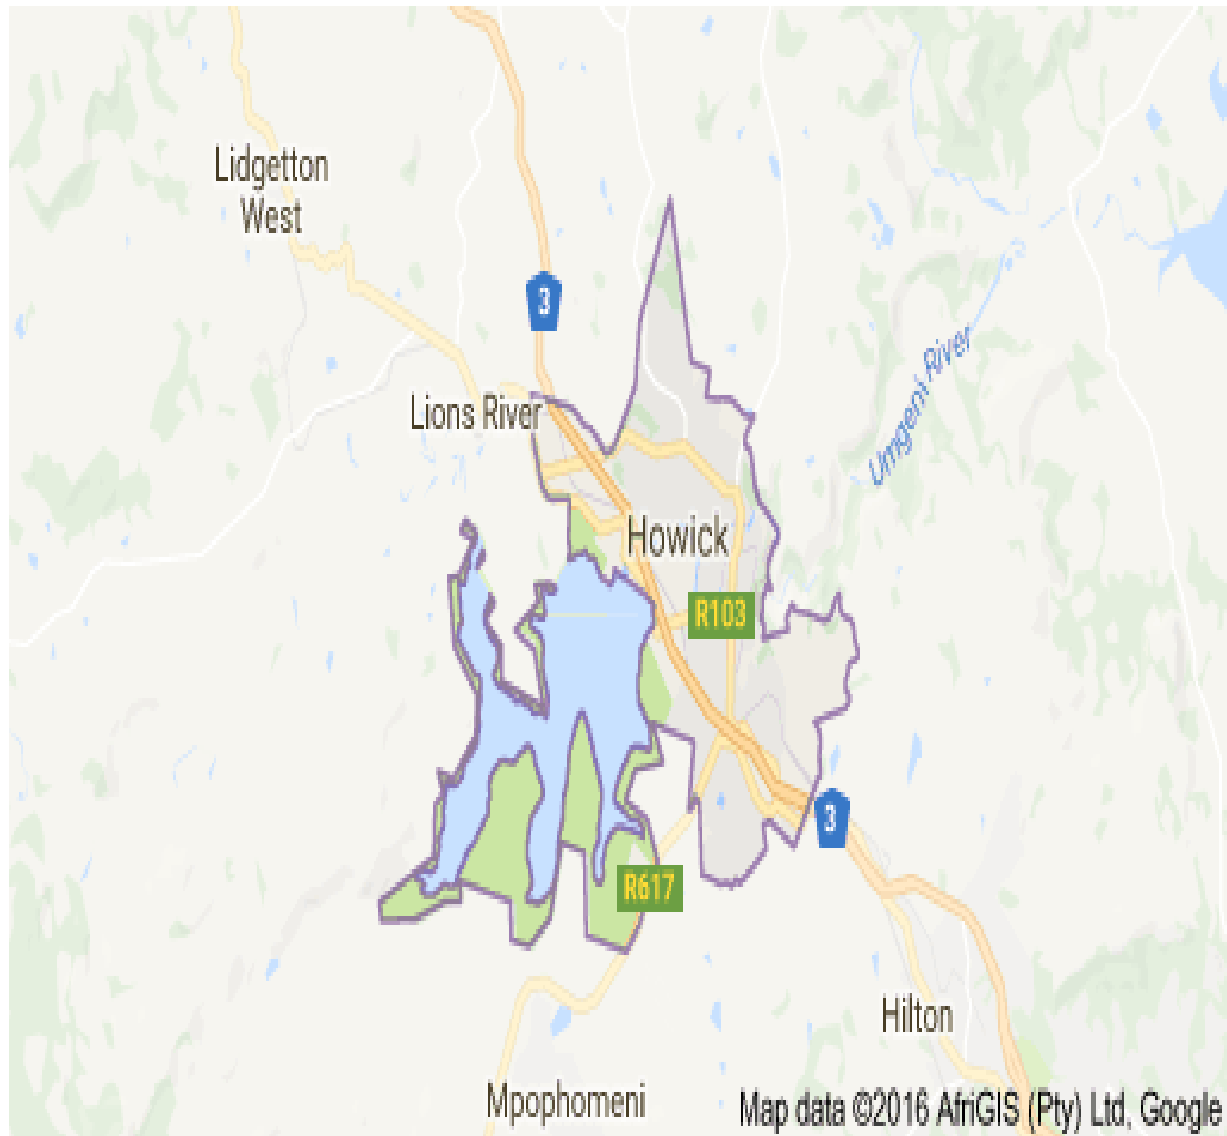 Lidgetton
West
3
Umgeni River
Lions River
Howick
R103
3
R617
Hilton
Mpophomeni
Map data ©2016 AfriGIS (Pty) Ltd, Google